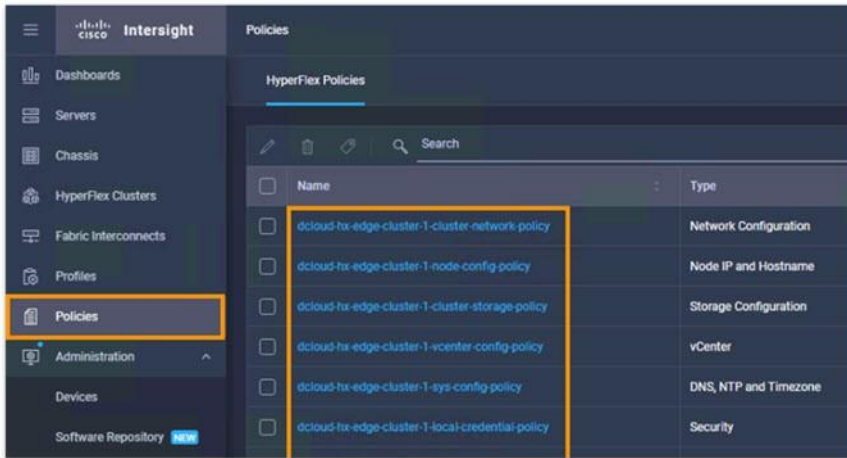 cisco Intersight
Policies
Dashboards
Servers
Chassis
HyperFlex Clusters
Fabric Interconnects
Profiles
Policies
Administration
Devices
Software Repository NEW
HyperFlex Policies
Search
Name Type
dcloud-hx-edge-cluster-1-cluster-network-policy Network Configuration
dcloud-hx-edge-cluster-1-node-config-policy Node IP and Hostname
dcloud-hx-edge-cluster-1-cluster-storage-policy Storage Configuration
dcloud-hx-edge-cluster-1-vcenter-config-policy vCenter
dcloud-hx-edge-cluster-1-sys-config-policy DNS, NTP and Timezone
dcloud-hx-edge-cluster-1-local-credential-policy Security